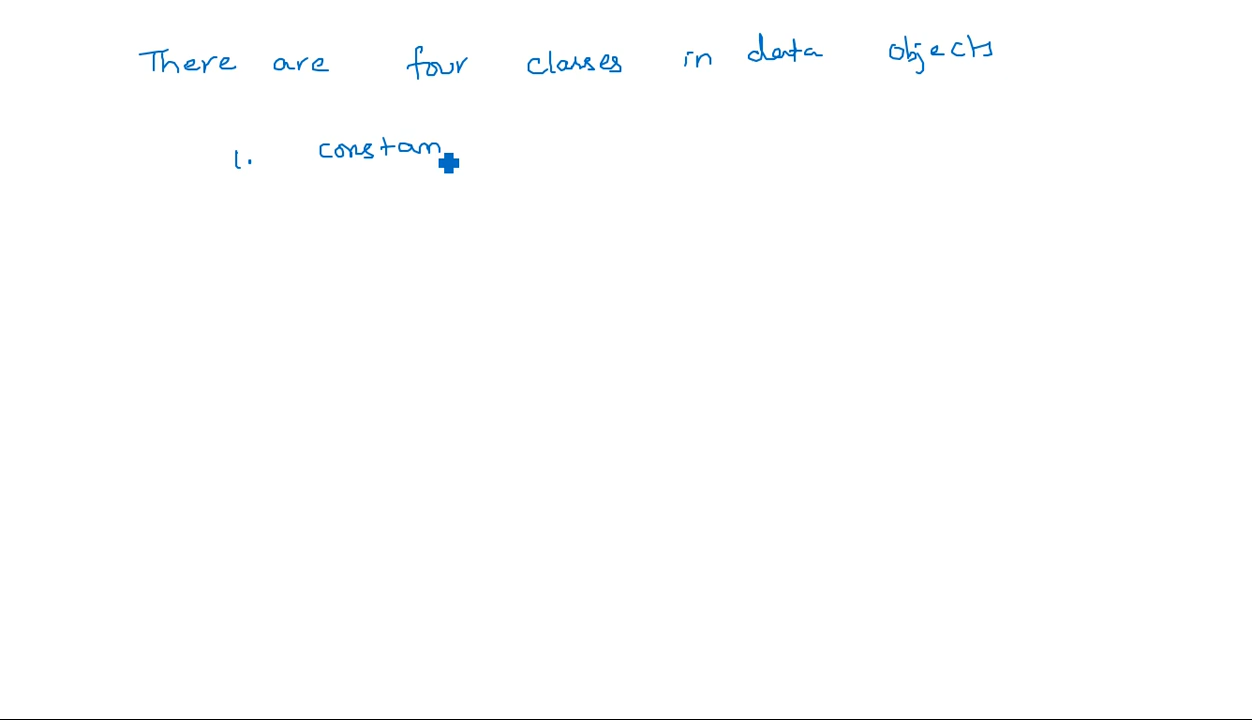 There are four classes in data objects
1. constan